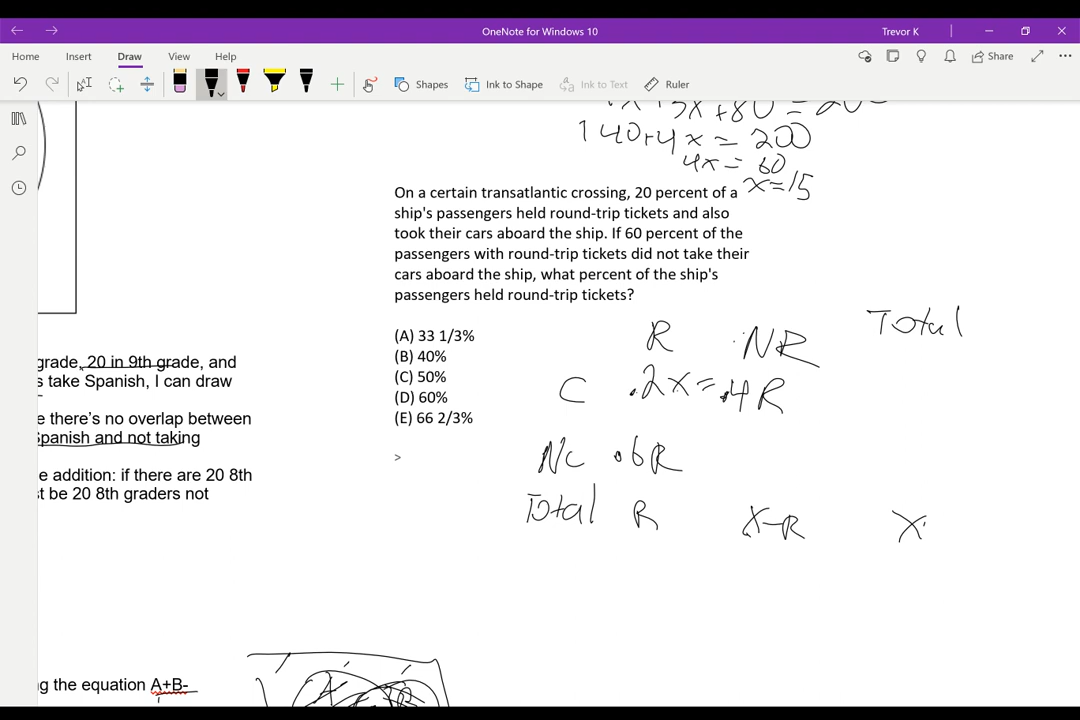 OneNote for Windows 10
Trevor K
Home Insert Draw View Help
Share
Shapes Ink to Shape Ink to Text Ruler
140+4x = 200
4x = 60
x=15
On a certain transatlantic crossing, 20 percent of a
ship's passengers held round-trip tickets and also
took their cars aboard the ship. If 60 percent of the
passengers with round-trip tickets did not take their
cars aboard the ship, what percent of the ship's
passengers held round-trip tickets?
(A) 33 1/3%
(B) 40%
(C) 50%
(D) 60%
(E) 66 2/3%
R NR Total
C .2x = .4R
NC .6R
Total R X-R X
grade, 20 in 9th grade, and
s take Spanish, I can draw
e there's no overlap between
Spanish and not taking
e addition: if there are 20 8th
t be 20 8th graders not
g the equation A+B-